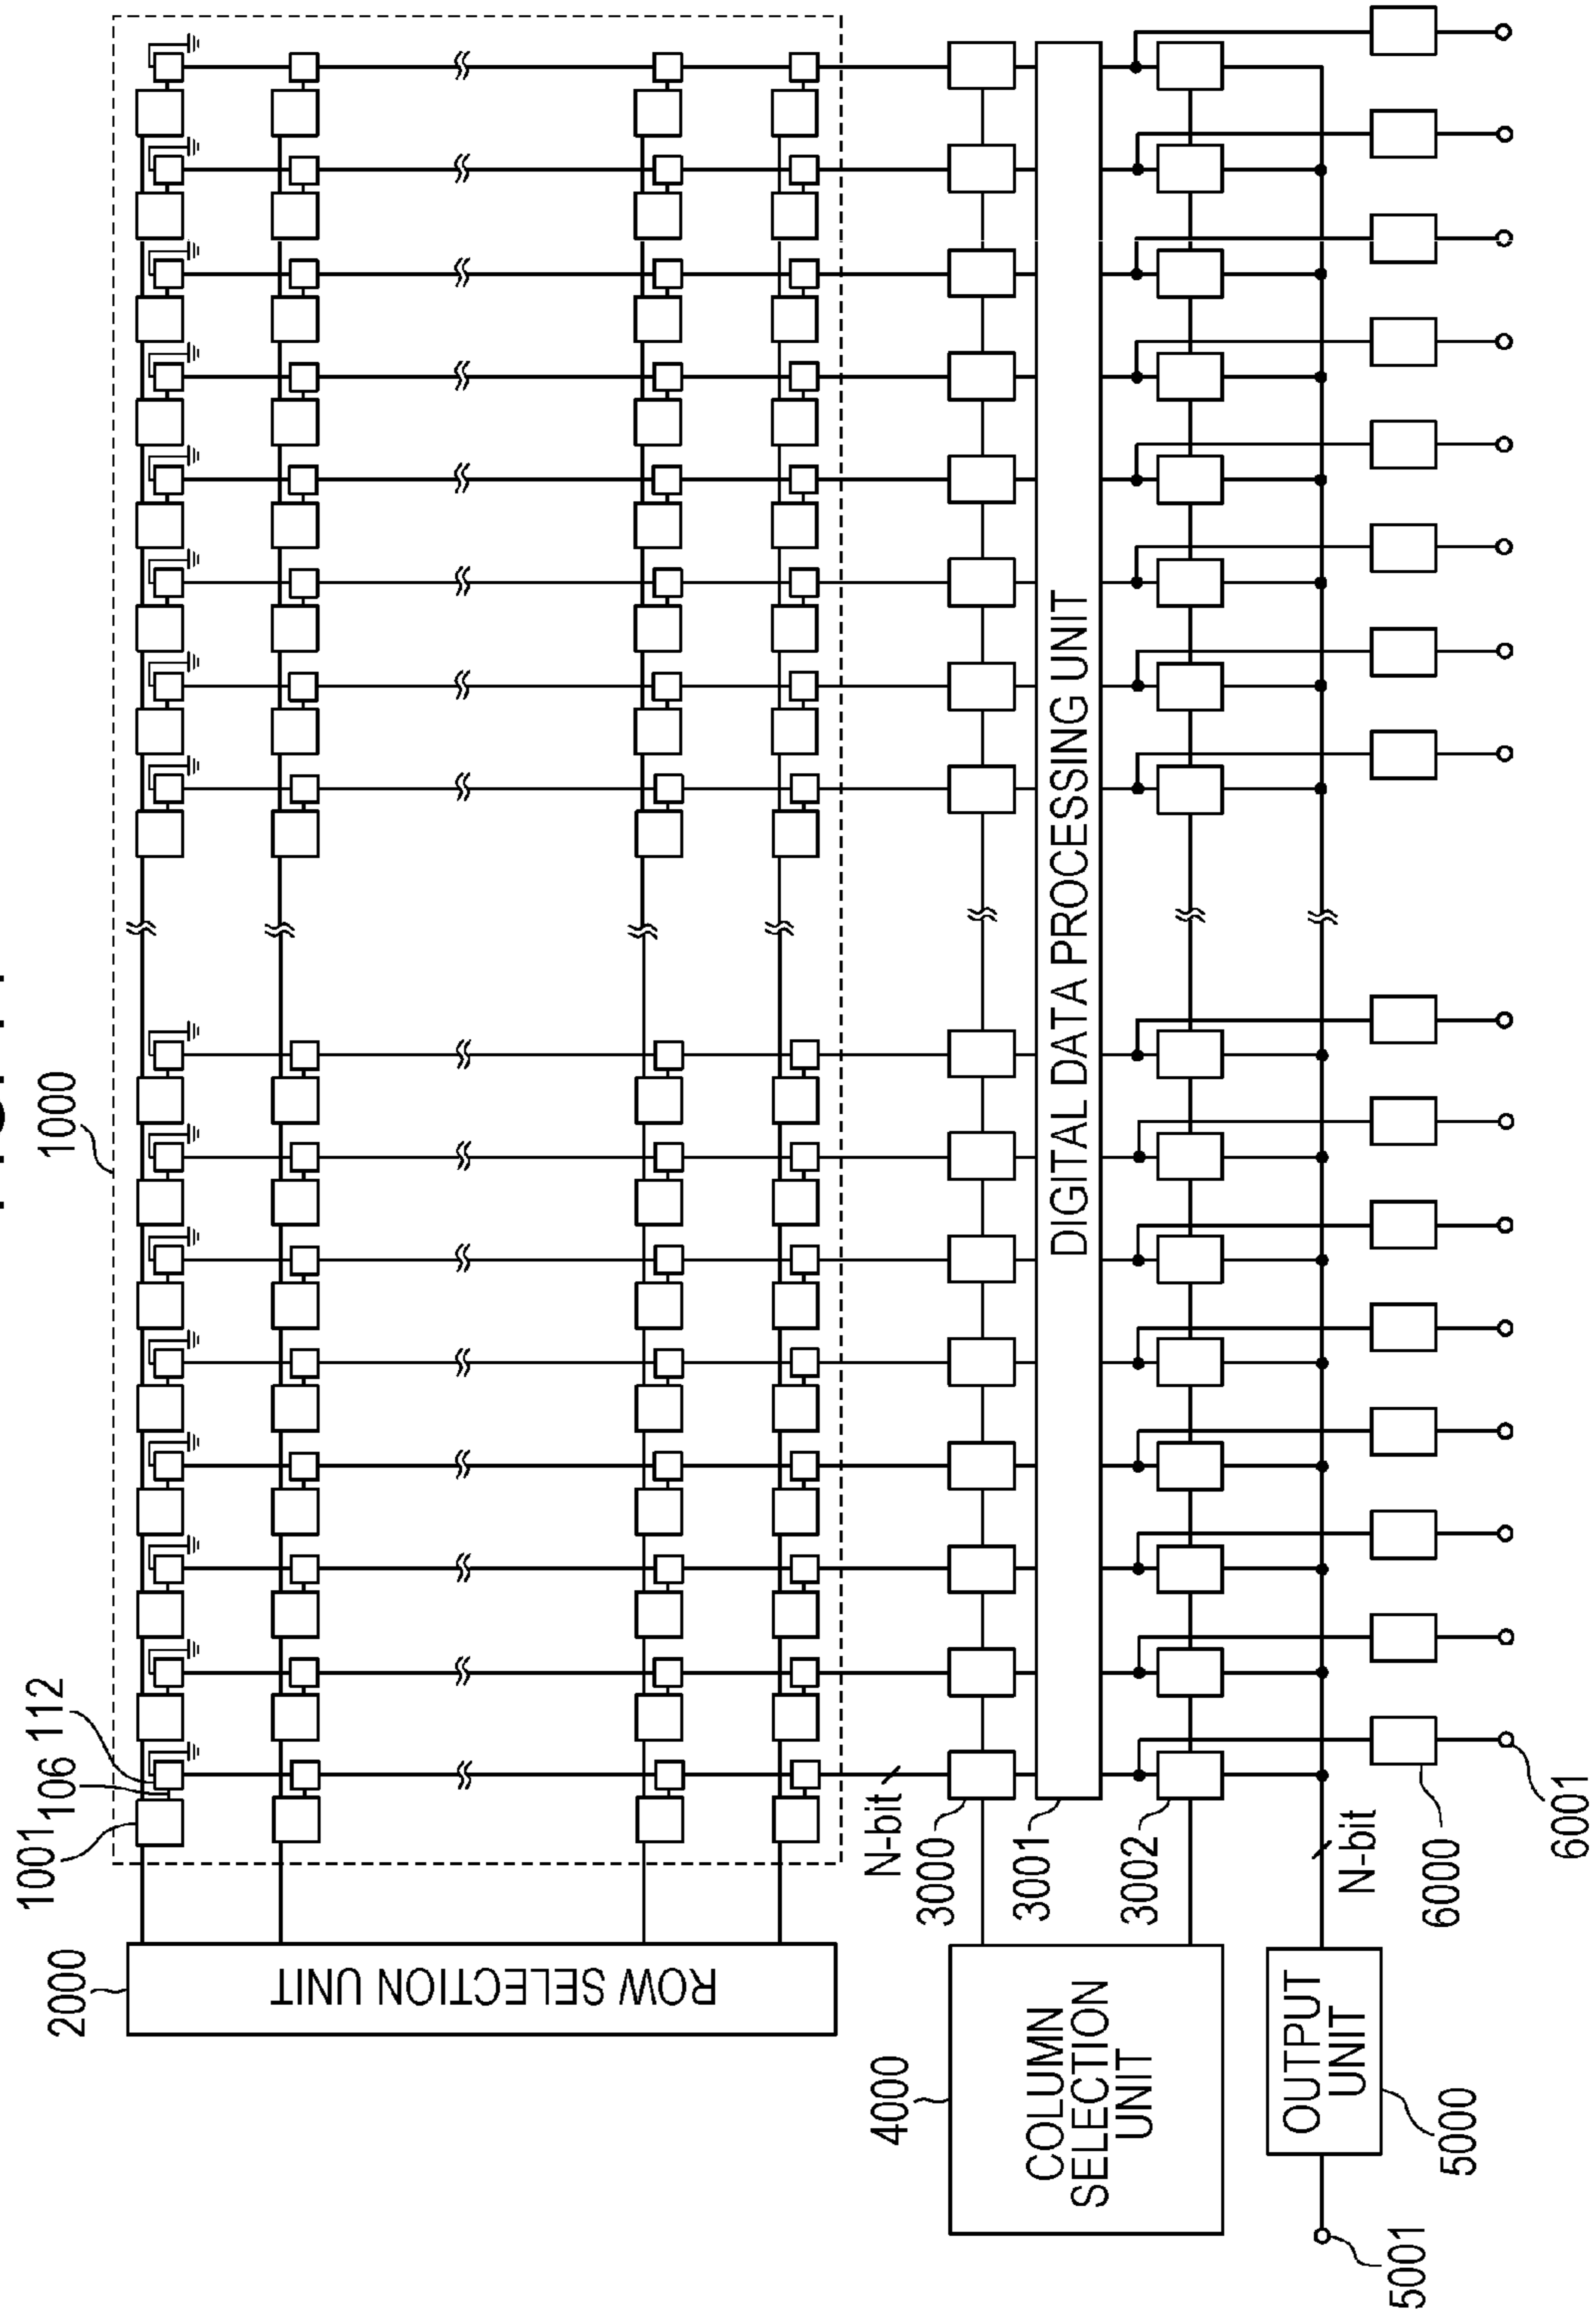 1000
1001
106
112
2000
ROW SELECTION UNIT
N-bit
4000
3000
3001
DIGITAL DATA PROCESSING UNIT
3002
COLUMN
SELECTION
UNIT
OUTPUT
UNIT
N-bit
5001
5000
6000
6001